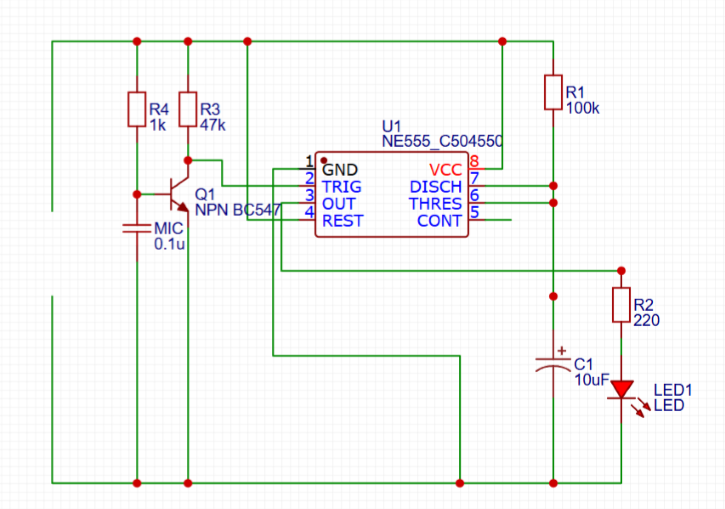 R4
1k
R3
47k
R1
100k
U1
NE555_C504550
1
GND
VCC
8
2
TRIG
DISCH
7
3
OUT
THRES
6
4
REST
CONT
5
Q1
NPN BC547
MIC
0.1u
R2
220
+
C1
10uF
LED1
LED